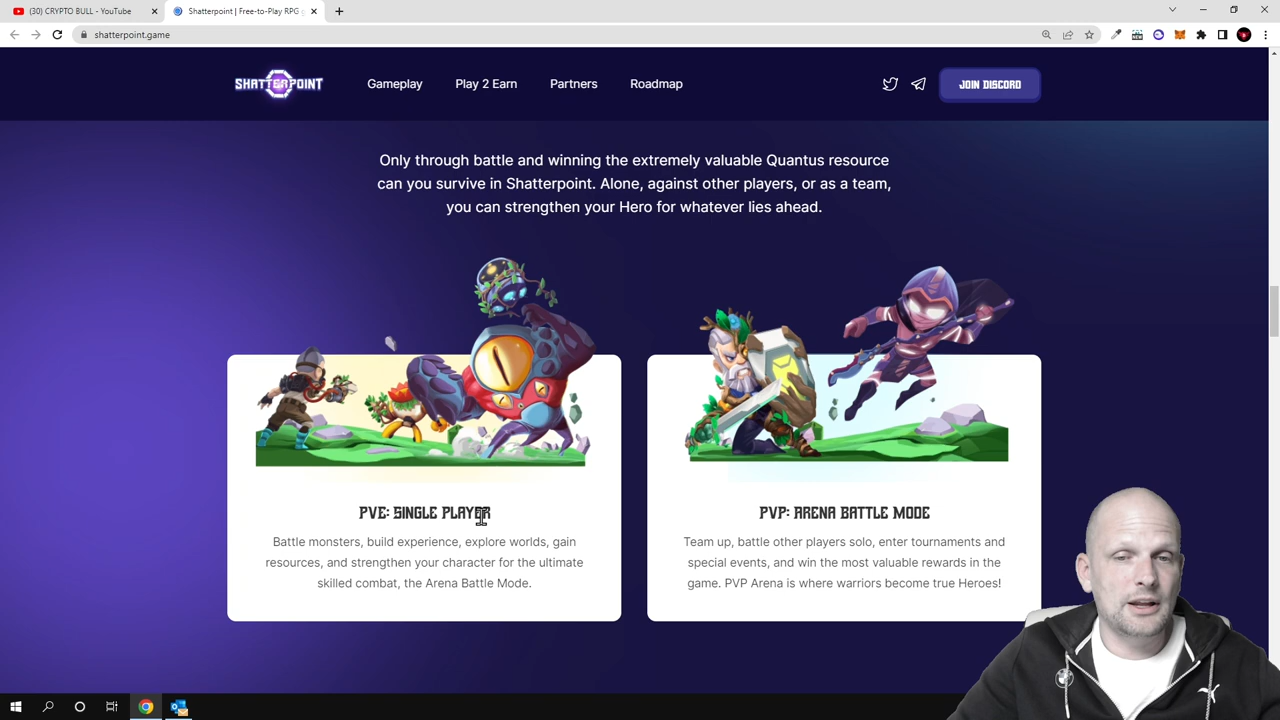 (30) CRYPTO BULL - YouTube
Shatterpoint | Free-to-Play RPG
shatterpoint.game
SHATTERPOINT
Gameplay
Play 2 Earn
Partners
Roadmap
JOIN DISCORD
Only through battle and winning the extremely valuable Quantus resource
can you survive in Shatterpoint. Alone, against other players, or as a team,
you can strengthen your Hero for whatever lies ahead.
PVE: SINGLE PLAYER
Battle monsters, build experience, explore worlds, gain
resources, and strengthen your character for the ultimate
skilled combat, the Arena Battle Mode.
PVP: ARENA BATTLE MODE
Team up, battle other players solo, enter tournaments and
special events, and win the most valuable rewards in the
game. PVP Arena is where warriors become true Heroes!